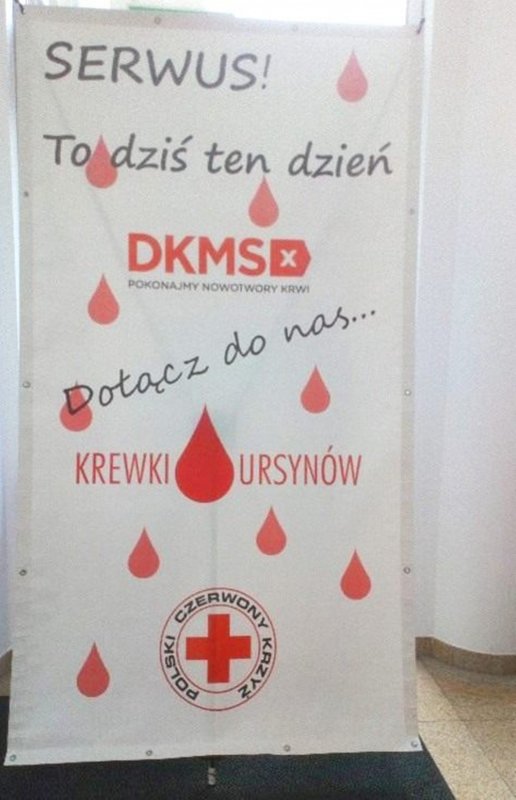 SERWUS!
To dziś ten dzień
DKMS x
POKONAJMY NOWOTWORY KRWI
Dołącz do nas...
KREWKI URSYNÓW
POLSKI CZERWONY KRZYŻ